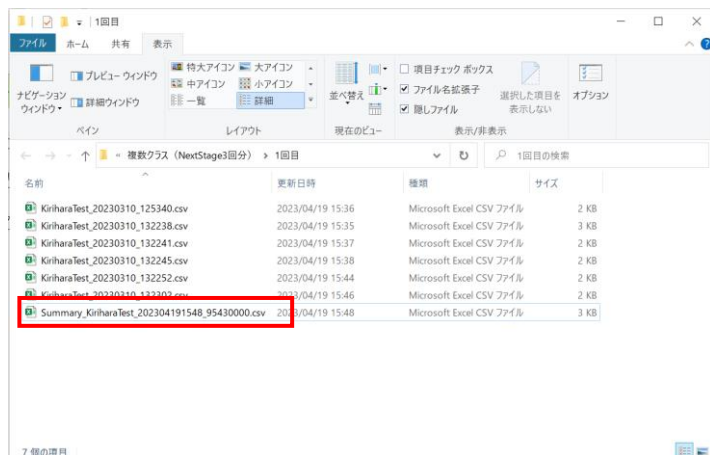 1回目
ファイル ホーム 共有 表示
ナビゲーション ウィンドウ
プレビュー ウィンドウ
詳細ウィンドウ
ペイン
特大アイコン 大アイコン
中アイコン 小アイコン
一覧 詳細
レイアウト
並べ替え
現在のビュー
項目チェック ボックス
ファイル名拡張子
隠しファイル
選択した項目を 表示しない
表示/非表示
オプション
« 複数クラス（NextStage3回分） > 1回目
1回目の検索
名前 更新日時 種類 サイズ
KiriharaTest_20230310_125340.csv 2023/04/19 15:36 Microsoft Excel CSV ファイル 2 KB
KiriharaTest_20230310_132238.csv 2023/04/19 15:35 Microsoft Excel CSV ファイル 3 KB
KiriharaTest_20230310_132241.csv 2023/04/19 15:37 Microsoft Excel CSV ファイル 2 KB
KiriharaTest_20230310_132245.csv 2023/04/19 15:38 Microsoft Excel CSV ファイル 2 KB
KiriharaTest_20230310_132252.csv 2023/04/19 15:44 Microsoft Excel CSV ファイル 2 KB
KiriharaTest_20230310_132302.csv 2023/04/19 15:46 Microsoft Excel CSV ファイル 2 KB
Summary_KiriharaTest_202304191548_95430000.csv 2023/04/19 15:48 Microsoft Excel CSV ファイル 3 KB
7 個の項目